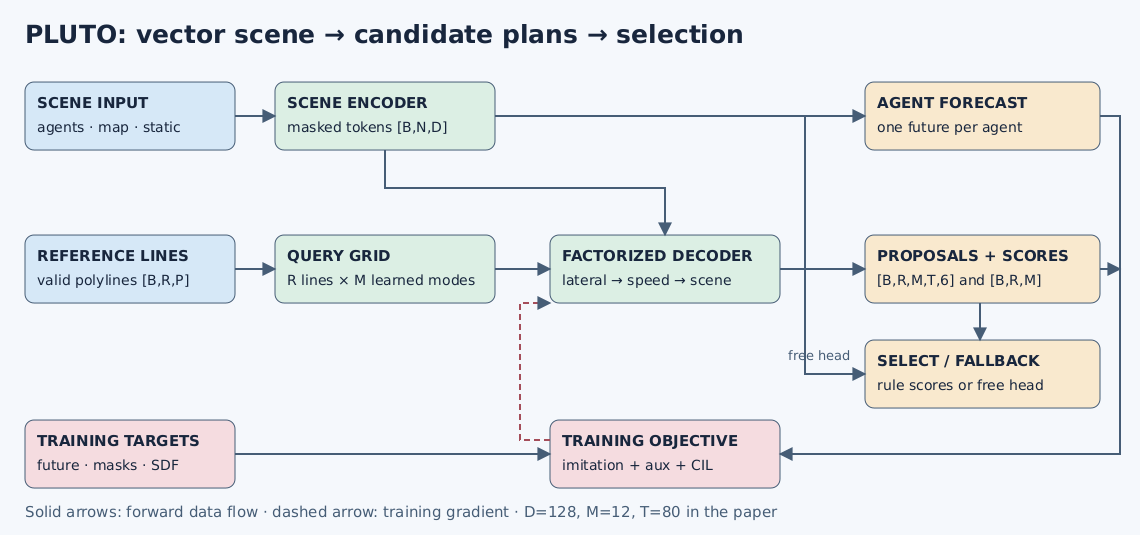 PLUTO: vector scene → candidate plans → selection
SCENE INPUT
agents · map · static
SCENE ENCODER
masked tokens [B,N,D]
AGENT FORECAST
one future per agent
REFERENCE LINES
valid polylines [B,R,P]
QUERY GRID
R lines × M learned modes
FACTORIZED DECODER
lateral → speed → scene
PROPOSALS + SCORES
[B,R,M,T,6] and [B,R,M]
free head
SELECT / FALLBACK
rule scores or free head
TRAINING TARGETS
future · masks · SDF
TRAINING OBJECTIVE
imitation + aux + CIL
Solid arrows: forward data flow · dashed arrow: training gradient · D=128, M=12, T=80 in the paper